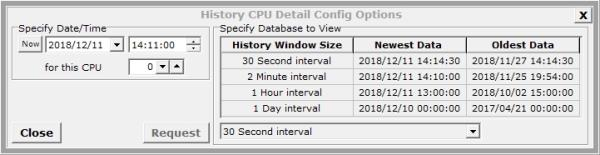 History CPU Detail Config Options
X
Specify Date/Time
Now 2018/12/11 14:11:00
for this CPU 0
Close Request
Specify Database to View
History Window Size Newest Data Oldest Data
30 Second interval 2018/12/11 14:14:30 2018/11/27 14:14:30
2 Minute interval 2018/12/11 14:10:00 2018/11/25 19:54:00
1 Hour interval 2018/12/11 13:00:00 2018/10/02 15:00:00
1 Day interval 2018/12/10 00:00:00 2017/04/21 00:00:00
30 Second interval